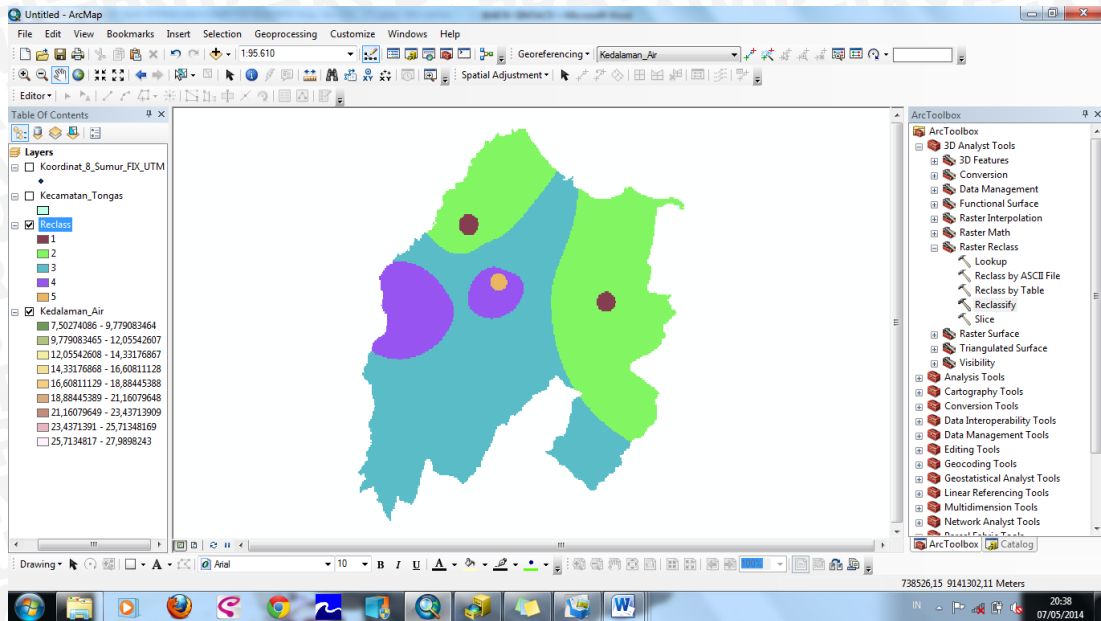 Untitled - ArcMap
File Edit View Bookmarks Insert Selection Geoprocessing Customize Windows Help
1:95.610
Georeferencing
Kedalaman_Air
Spatial Adjustment
Editor
Table Of Contents
Layers
Koordinat_8_Sumur_FIX_UTM
Kecamatan_Tongas
Reclass
1
2
3
4
5
Kedalaman_Air
7,50274086 - 9,779083464
9,779083465 - 12,05542607
12,05542608 - 14,33176867
14,33176868 - 16,60811128
16,60811129 - 18,88445388
18,88445389 - 21,16079648
21,16079649 - 23,43713909
23,4371391 - 25,71348169
25,7134817 - 27,9898243
ArcToolbox
ArcToolbox
3D Analyst Tools
3D Features
Conversion
Data Management
Functional Surface
Raster Interpolation
Raster Math
Raster Reclass
Lookup
Reclass by ASCII File
Reclass by Table
Reclassify
Slice
Raster Surface
Triangulated Surface
Visibility
Analysis Tools
Cartography Tools
Conversion Tools
Data Interoperability Tools
Data Management Tools
Editing Tools
Geocoding Tools
Geostatistical Analyst Tools
Linear Referencing Tools
Multidimension Tools
Network Analyst Tools
Parcel Fabric Tools
ArcToolbox Catalog
Drawing
A
Arial
10
B I U A
100%
738526,15 9141302,11 Meters
IN
20:38
07/05/2014